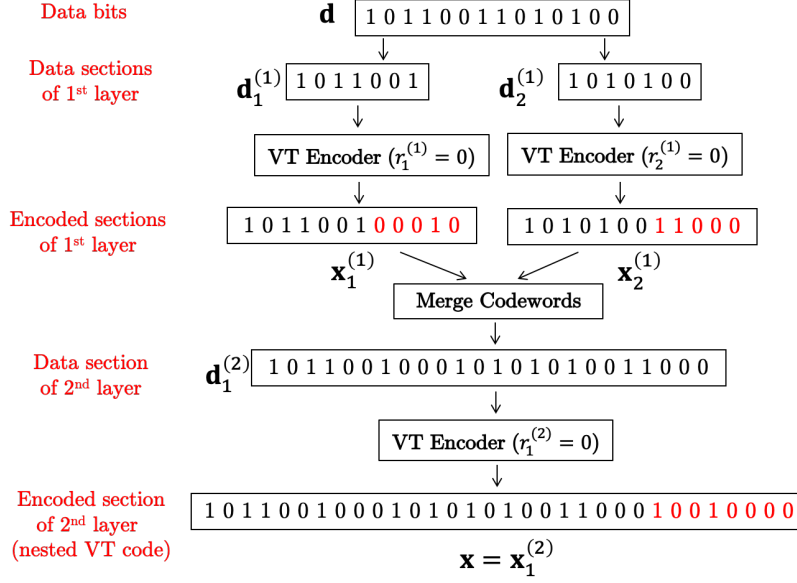 Data bits
d 1 0 1 1 0 0 1 1 0 1 0 1 0 0
Data sections
of 1st layer
d₁⁽¹⁾ 1 0 1 1 0 0 1
d₂⁽¹⁾ 1 0 1 0 1 0 0
VT Encoder (r₁⁽¹⁾ = 0)
VT Encoder (r₂⁽¹⁾ = 0)
Encoded sections
of 1st layer
1 0 1 1 0 0 1 0 0 0 1 0
1 0 1 0 1 0 0 1 1 0 0 0
x₁⁽¹⁾
x₂⁽¹⁾
Merge Codewords
Data section
of 2nd layer
d₁⁽²⁾ 1 0 1 1 0 0 1 0 0 0 1 0 1 0 1 0 1 0 0 1 1 0 0 0
VT Encoder (r₁⁽²⁾ = 0)
Encoded section
of 2nd layer
(nested VT code)
1 0 1 1 0 0 1 0 0 0 1 0 1 0 1 0 1 0 0 1 1 0 0 0 1 0 0 1 0 0 0 0
x = x₁⁽²⁾